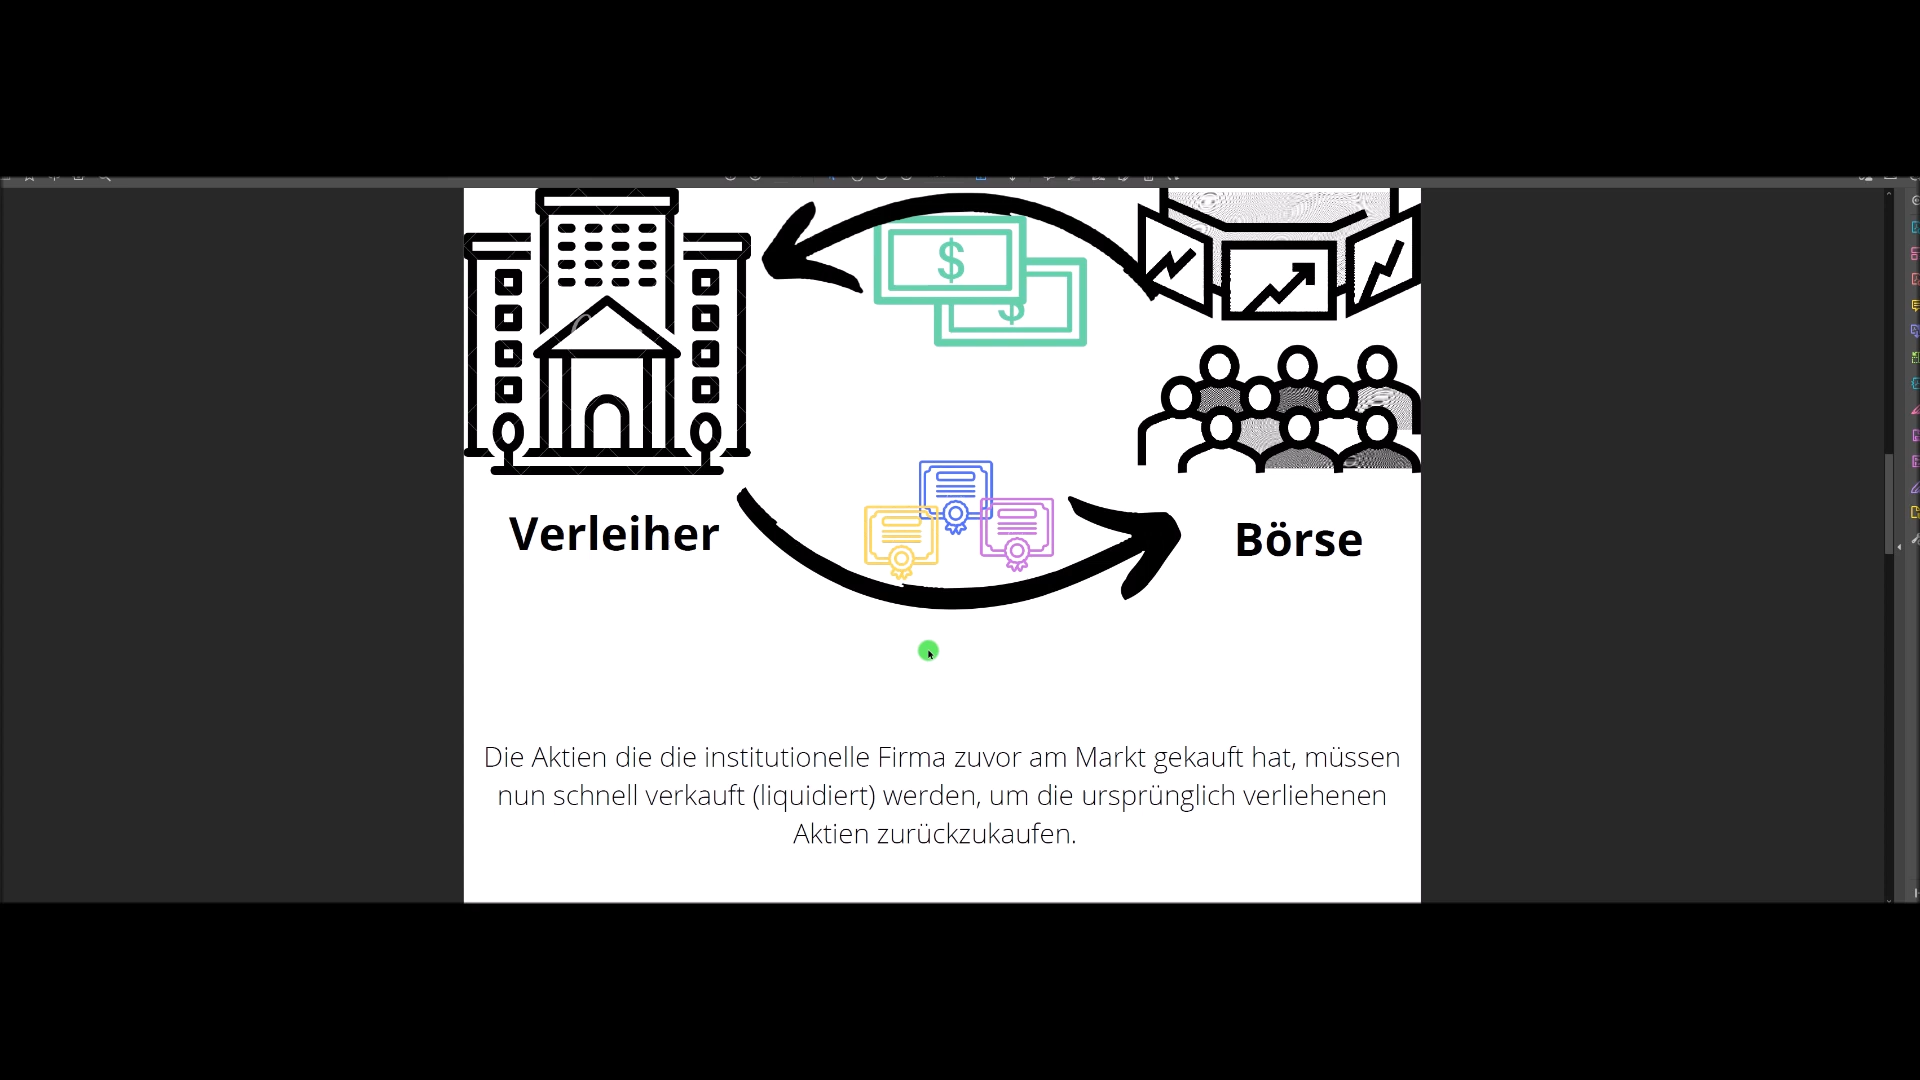 $
$
Verleiher
Börse
Die Aktien die die institutionelle Firma zuvor am Markt gekauft hat, müssen
nun schnell verkauft (liquidiert) werden, um die ursprünglich verliehenen
Aktien zurückzukaufen.